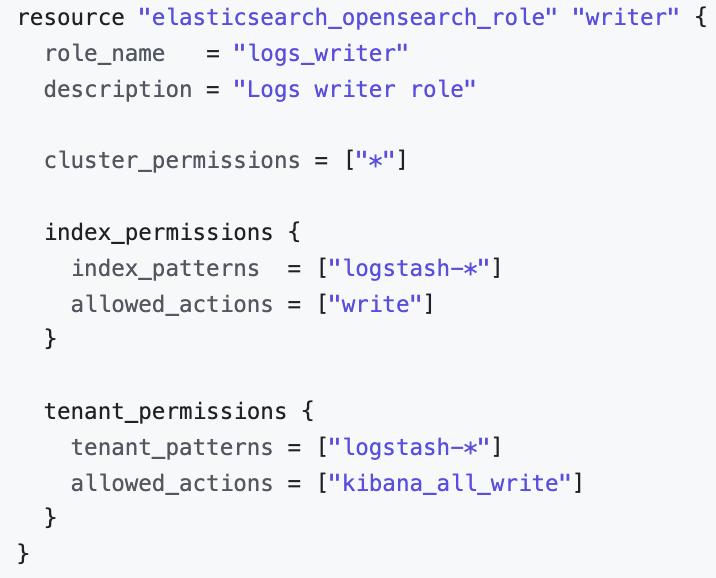 resource "elasticsearch_opensearch_role" "writer" {
  role_name   = "logs_writer"
  description = "Logs writer role"

  cluster_permissions = ["*"]

  index_permissions {
    index_patterns  = ["logstash-*"]
    allowed_actions = ["write"]
  }

  tenant_permissions {
    tenant_patterns = ["logstash-*"]
    allowed_actions = ["kibana_all_write"]
  }
}